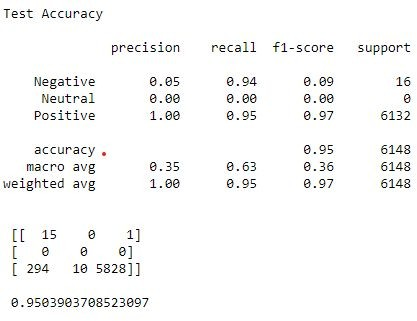 Test Accuracy
precision recall f1-score support
Negative 0.05 0.94 0.09 16
Neutral 0.00 0.00 0.00 0
Positive 1.00 0.95 0.97 6132
accuracy 0.95 6148
macro avg 0.35 0.63 0.36 6148
weighted avg 1.00 0.95 0.97 6148
[[ 15 0 1]
[ 0 0 0]
[ 294 10 5828]]
0.9503903708523097